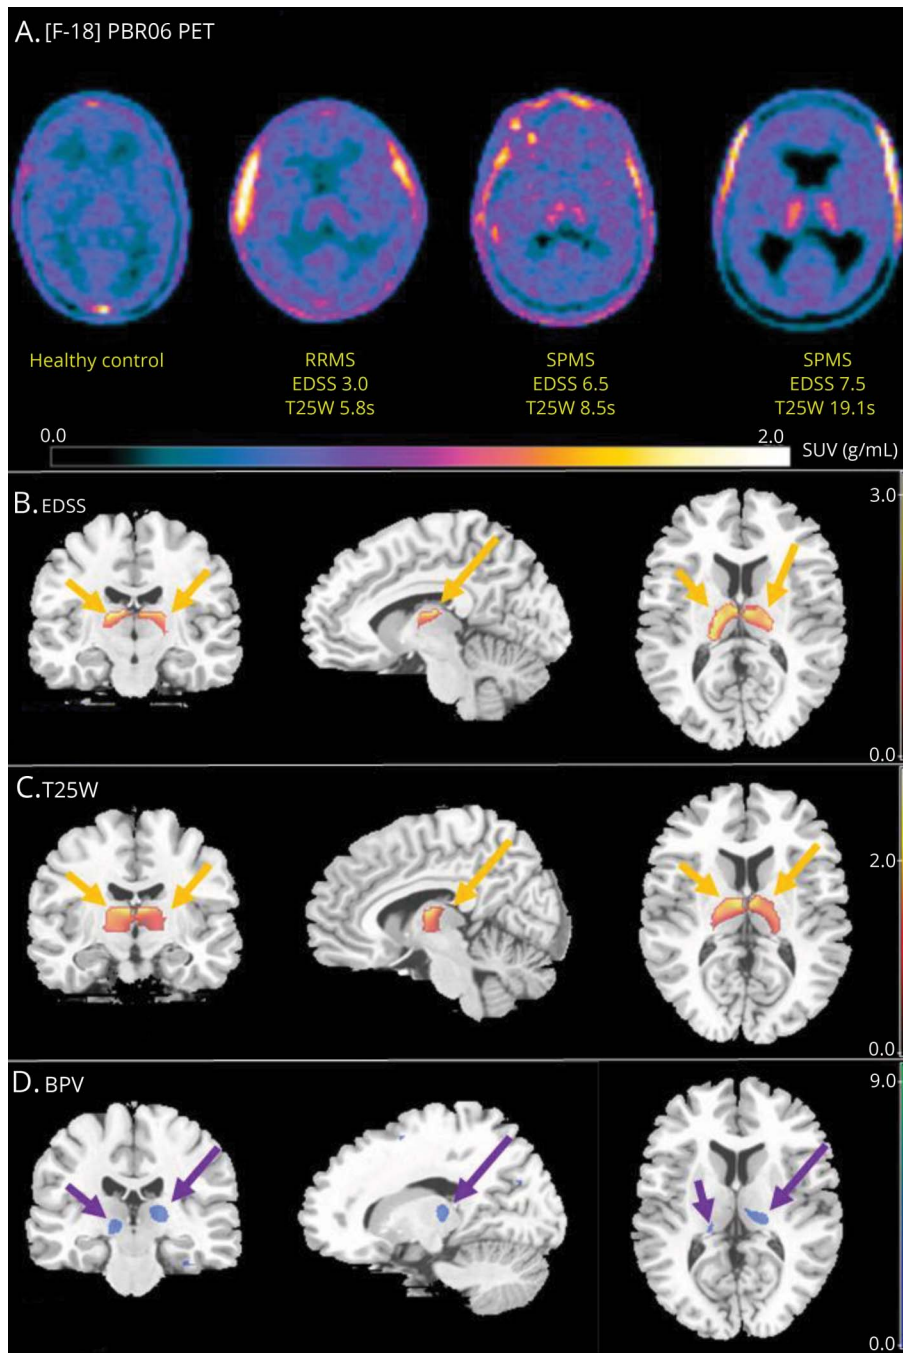 A. [F-18] PBR06 PET
Healthy control
RRMS
EDSS 3.0
T25W 5.8s
SPMS
EDSS 6.5
T25W 8.5s
SPMS
EDSS 7.5
T25W 19.1s
0.0
2.0
SUV (g/mL)
B. EDSS
3.0
0.0
C. T25W
2.0
0.0
D. BPV
9.0
0.0